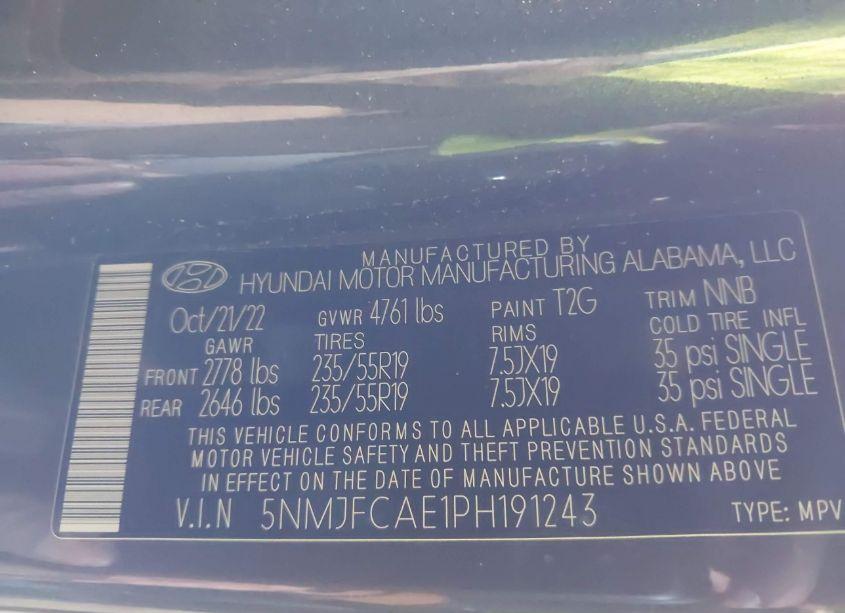 MANUFACTURED BY
HYUNDAI MOTOR MANUFACTURING ALABAMA, LLC
Oct/21/22 GVWR 4761 lbs PAINT T2G TRIM NNB
GAWR TIRES RIMS COLD TIRE INFL
FRONT 2778 lbs 235/55R19 7.5JX19 35 psi SINGLE
REAR 2646 lbs 235/55R19 7.5JX19 35 psi SINGLE
THIS VEHICLE CONFORMS TO ALL APPLICABLE U.S.A. FEDERAL
MOTOR VEHICLE SAFETY AND THEFT PREVENTION STANDARDS
IN EFFECT ON THE DATE OF MANUFACTURE SHOWN ABOVE
V.I.N 5NMJFCAE1PH191243 TYPE: MPV